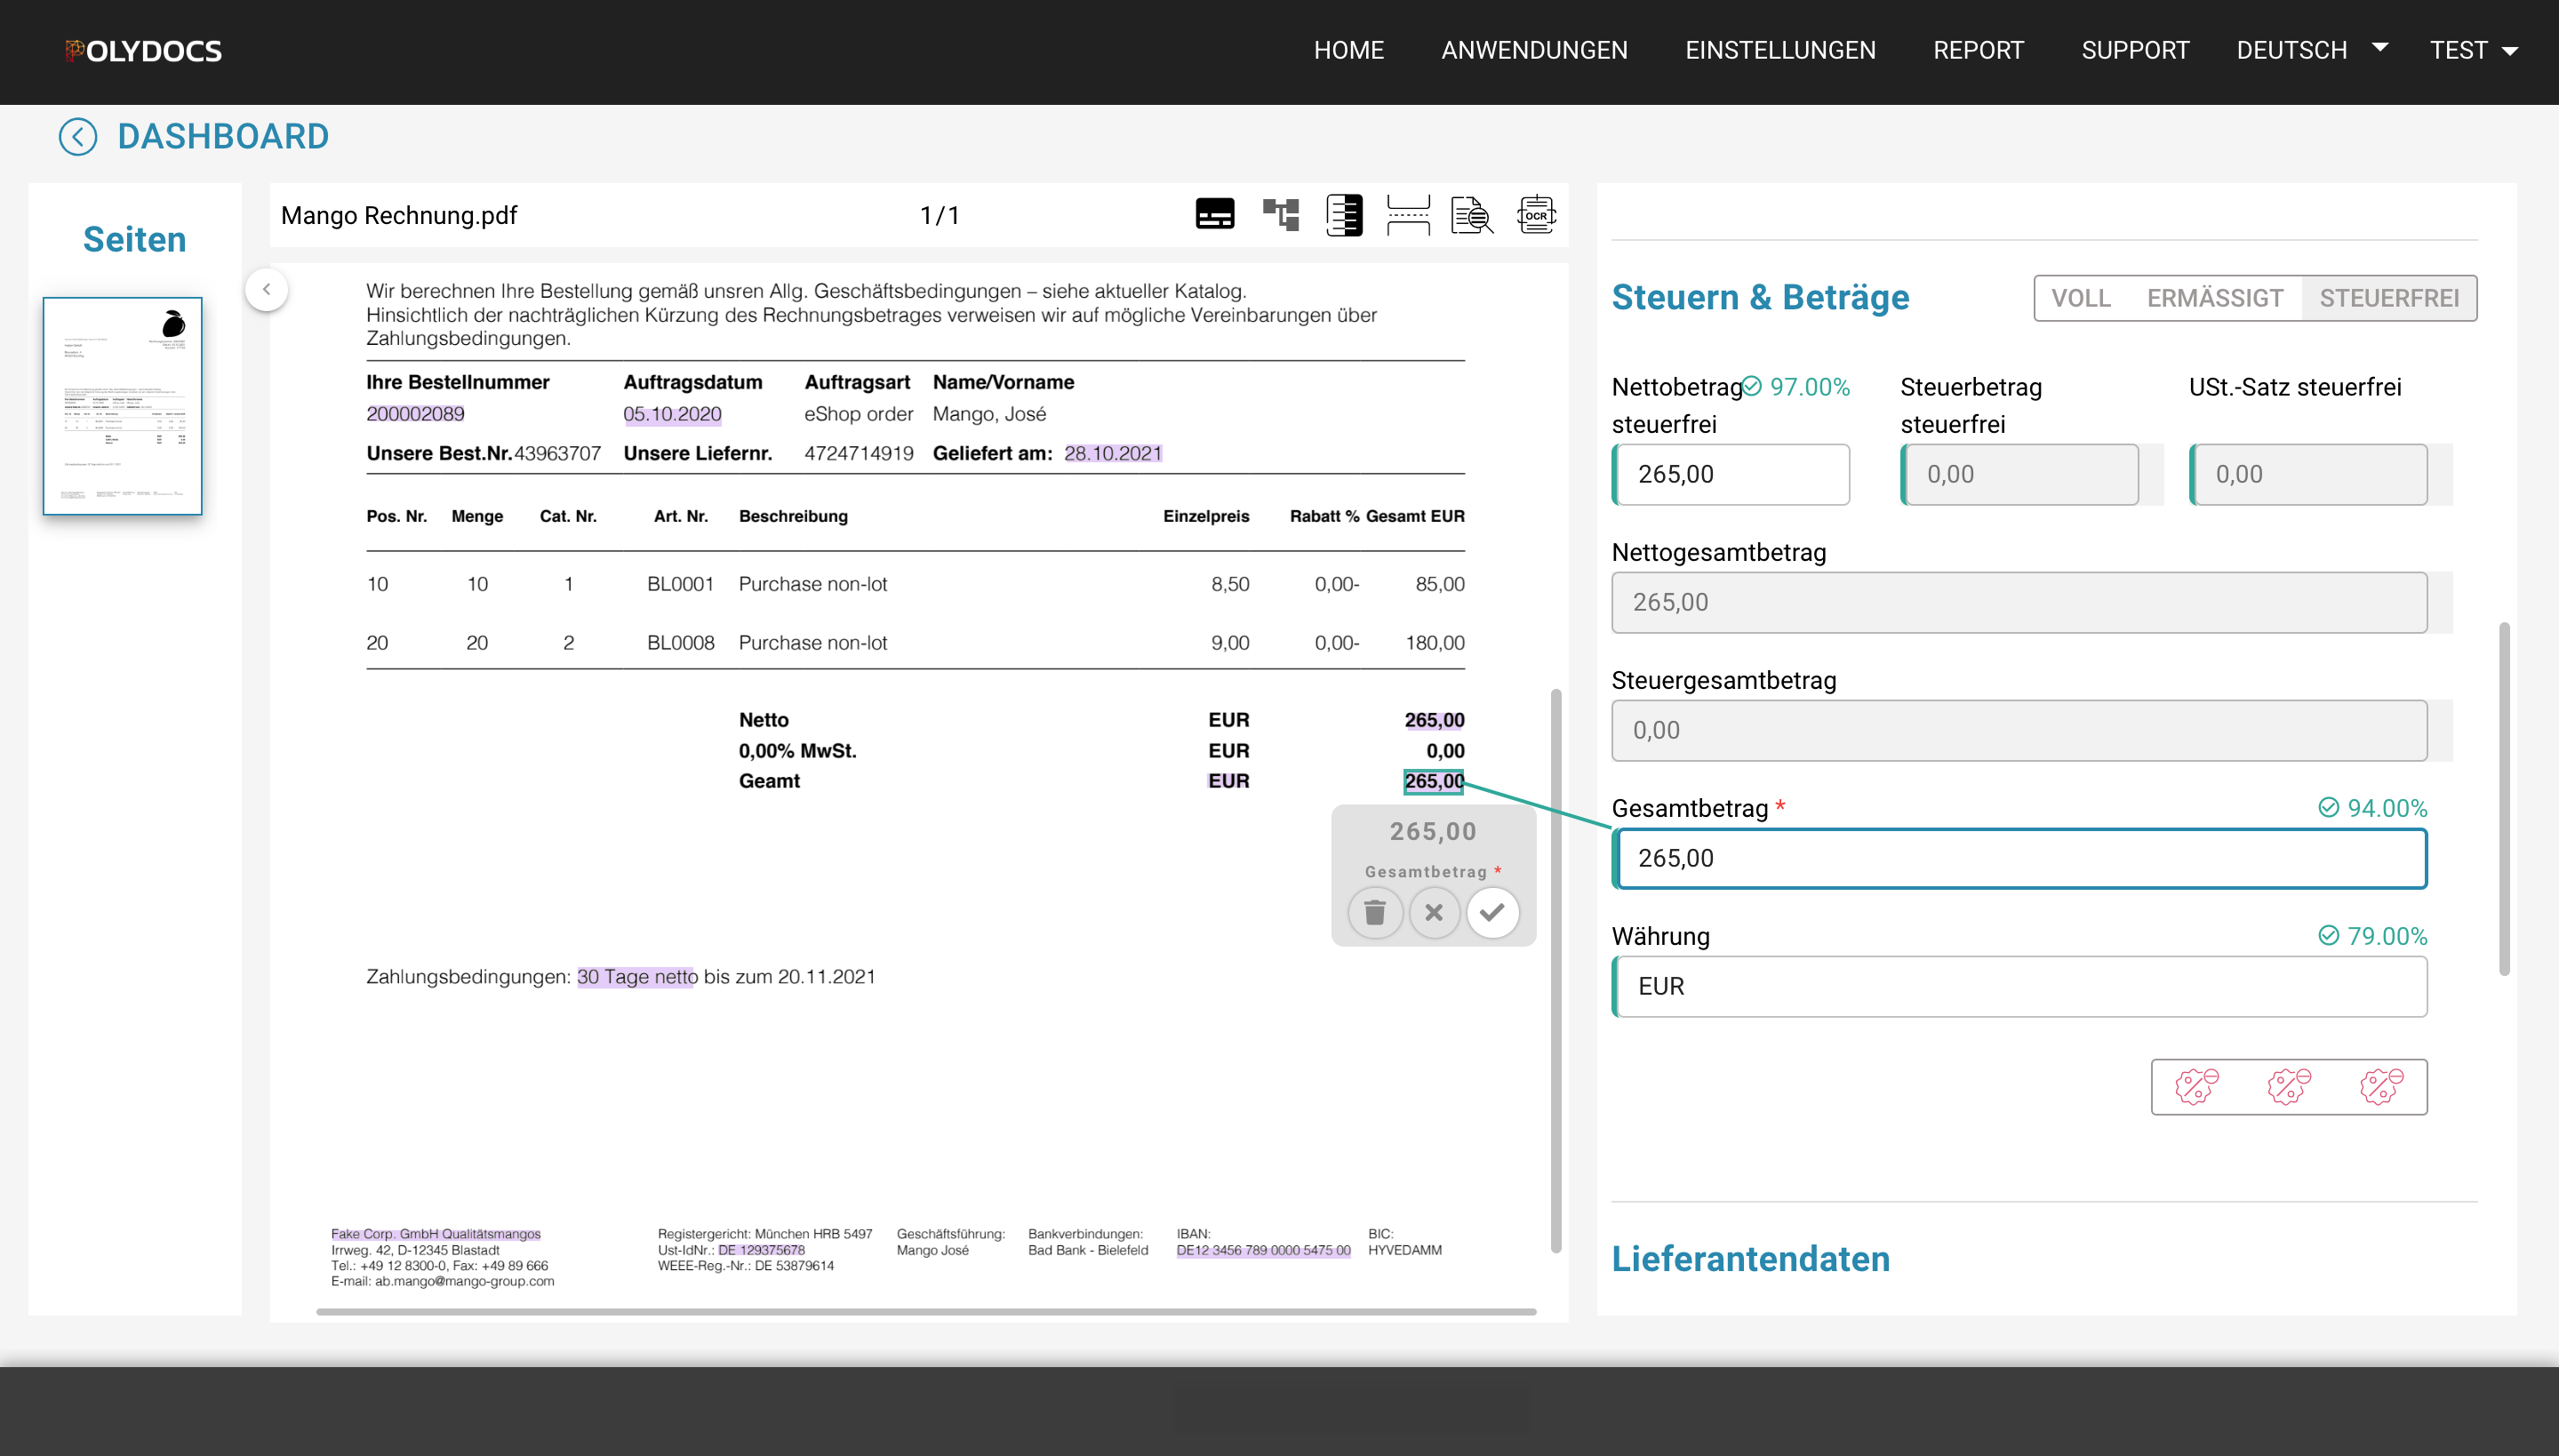 POLYDOCS
HOME ANWENDUNGEN EINSTELLUNGEN REPORT SUPPORT DEUTSCH TEST
DASHBOARD
Seiten
Mango Rechnung.pdf 1/1
OCR
Wir berechnen Ihre Bestellung gemäß unsren Allg. Geschäftsbedingungen – siehe aktueller Katalog.
Hinsichtlich der nachträglichen Kürzung des Rechnungsbetrages verweisen wir auf mögliche Vereinbarungen über
Zahlungsbedingungen.
Ihre Bestellnummer Auftragsdatum Auftragsart Name/Vorname
200002089 05.10.2020 eShop order Mango, José
Unsere Best.Nr. 43963707 Unsere Liefernr. 4724714919 Geliefert am: 28.10.2021
Pos. Nr. Menge Cat. Nr. Art. Nr. Beschreibung Einzelpreis Rabatt % Gesamt EUR
10 10 1 BL0001 Purchase non-lot 8,50 0,00- 85,00
20 20 2 BL0008 Purchase non-lot 9,00 0,00- 180,00
Netto EUR 265,00
0,00% MwSt. EUR 0,00
Geamt EUR 265,00
265,00
Gesamtbetrag *
Zahlungsbedingungen: 30 Tage netto bis zum 20.11.2021
Fake Corp. GmbH Qualitätsmangos
Irrweg. 42, D-12345 Blastadt
Tel.: +49 12 8300-0, Fax: +49 89 666
E-mail: ab.mango@mango-group.com
Registergericht: München HRB 5497
Ust-IdNr.: DE 129375678
WEEE-Reg.-Nr.: DE 53879614
Geschäftsführung:
Mango José
Bankverbindungen:
Bad Bank - Bielefeld
IBAN:
DE12 3456 789 0000 5475 00
BIC:
HYVEDAMM
Steuern & Beträge VOLL ERMÄSSIGT STEUERFREI
Nettobetrag steuerfrei 97.00%
265,00
Steuerbetrag steuerfrei
0,00
USt.-Satz steuerfrei
0,00
Nettogesamtbetrag
265,00
Steuergesamtbetrag
0,00
Gesamtbetrag * 94.00%
265,00
Währung 79.00%
EUR
Lieferantendaten